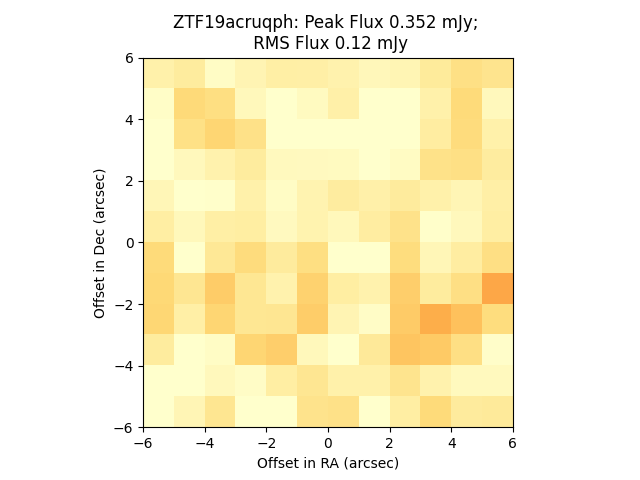 ZTF19acruqph: Peak Flux 0.352 mJy;
RMS Flux 0.12 mJy
6
4
2
0
−2
−4
−6
Offset in Dec (arcsec)
−6 −4 −2 0 2 4 6
Offset in RA (arcsec)